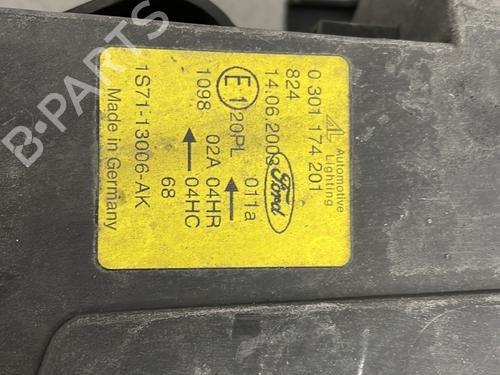 AL Automotive Lighting
0 301 174 201
824
14.06.2003 Ford
E1 20PL 011a
1098 02A 04HR
04HC
68
1S71-13006-AK
Made in Germany
B-PARTS